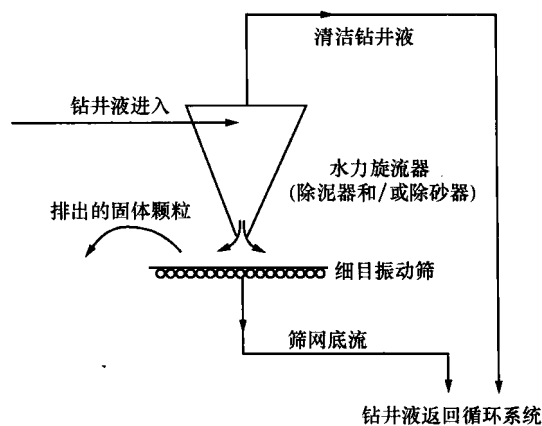 清洁钻井液
钻井液进入
水力旋流器
(除泥器和/或除砂器)
排出的固体颗粒
细目振动筛
筛网底流
钻井液返回循环系统